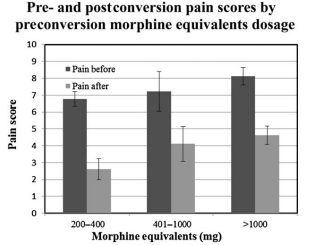 Pre- and postconversion pain scores by
preconversion morphine equivalents dosage
10
9
8
7
6
5
4
3
2
1
0
Pain score
Pain before
Pain after
200–400 401–1000 >1000
Morphine equivalents (mg)